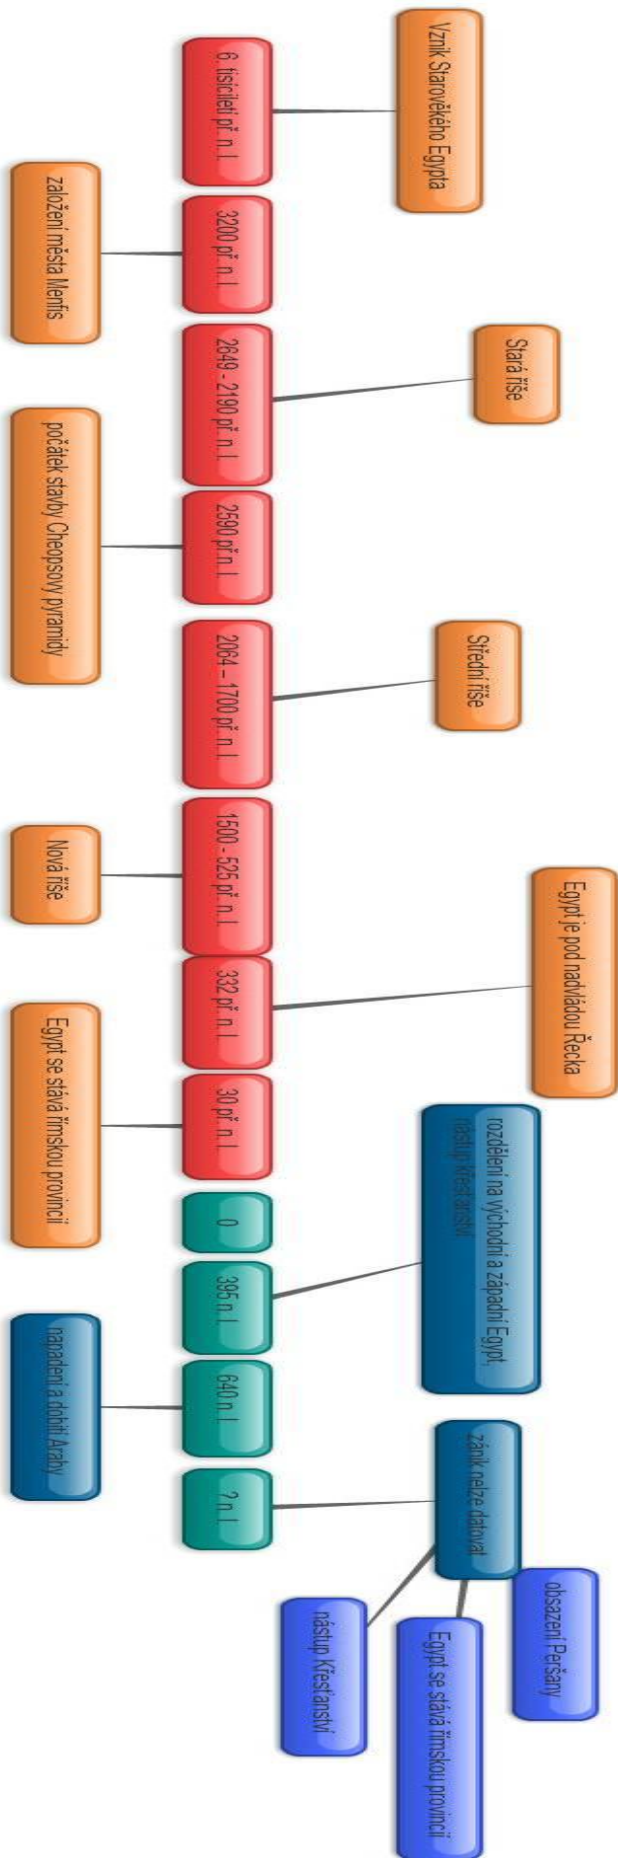 Vznik Starověkého Egypta
6. tisíciletí př. n. l.
3200 př. n. l.
založení města Menfis
Stará říše
2649 - 2190 př. n. l.
2590 př.n. l.
počátek stavby Cheopsovy pyramidy
Střední říše
2064 – 1700 př. n. l.
1500 - 525 př. n. l.
Nová říše
Egypt je pod nadvládou Řecka
332 př. n. l.
30 př. n. l.
Egypt se stává římskou provincií
0
rozdělení na východní a západní Egypt,
nástup křesťanství
395 n. l.
640 n. l.
napadení a dobití Araby
zánik nelze datovat
? n. l.
obsazení Peršany
Egypt se stává římskou provincií
nástup Křesťanství